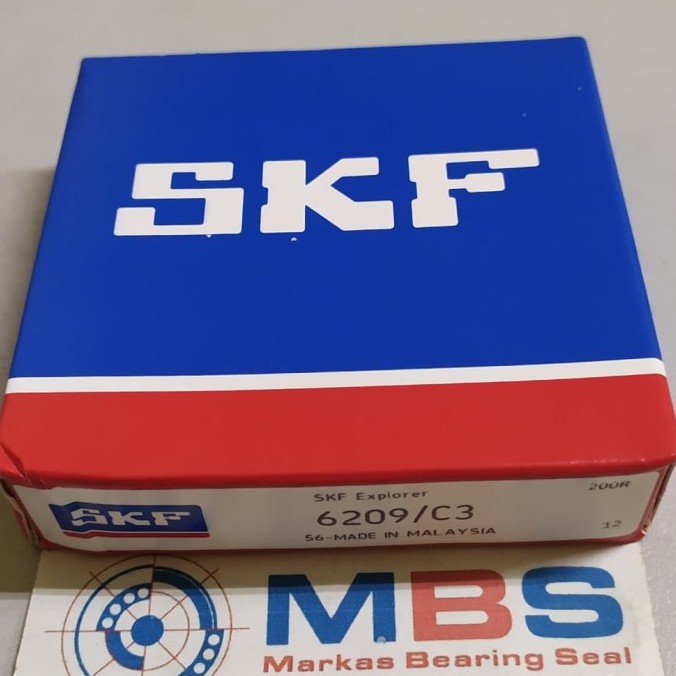 SKF
SKF
SKF Explorer
6209/C3
56-MADE IN MALAYSIA
200R
12
MBS
Markas Bearing Seal